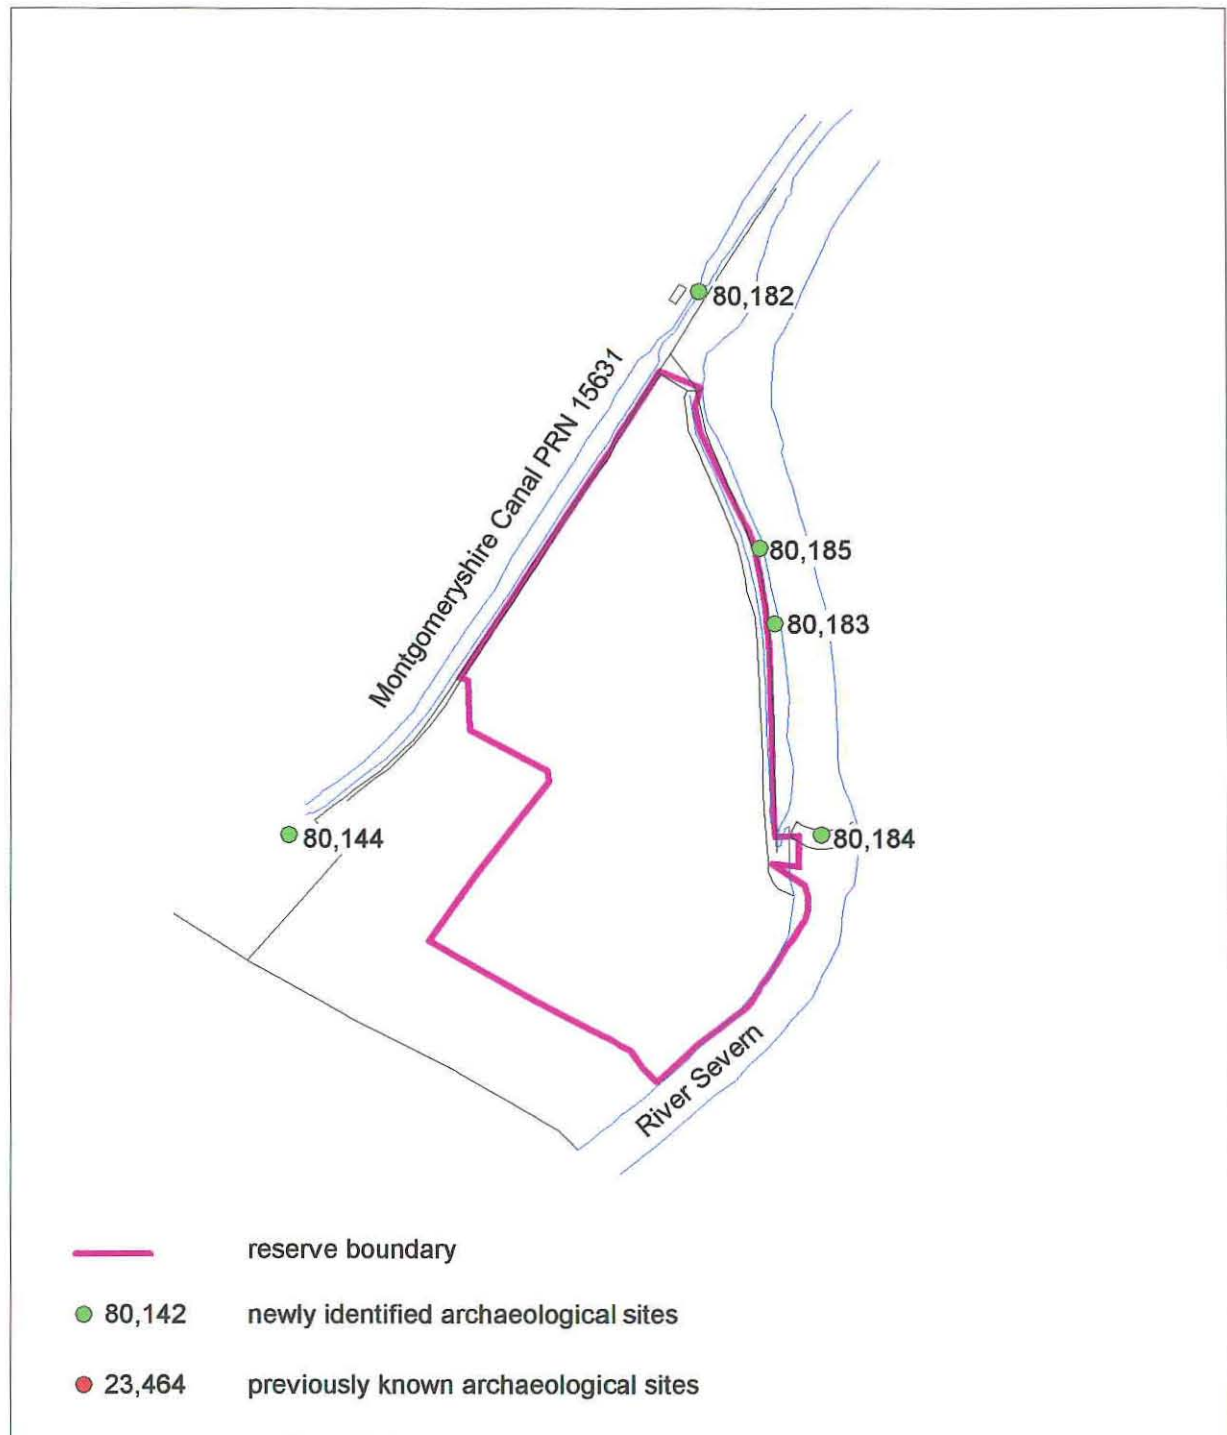 80,182
Montgomeryshire Canal PRN 15631
80,185
80,183
80,144
80,184
River Severn
reserve boundary
80,142 newly identified archaeological sites
23,464 previously known archaeological sites